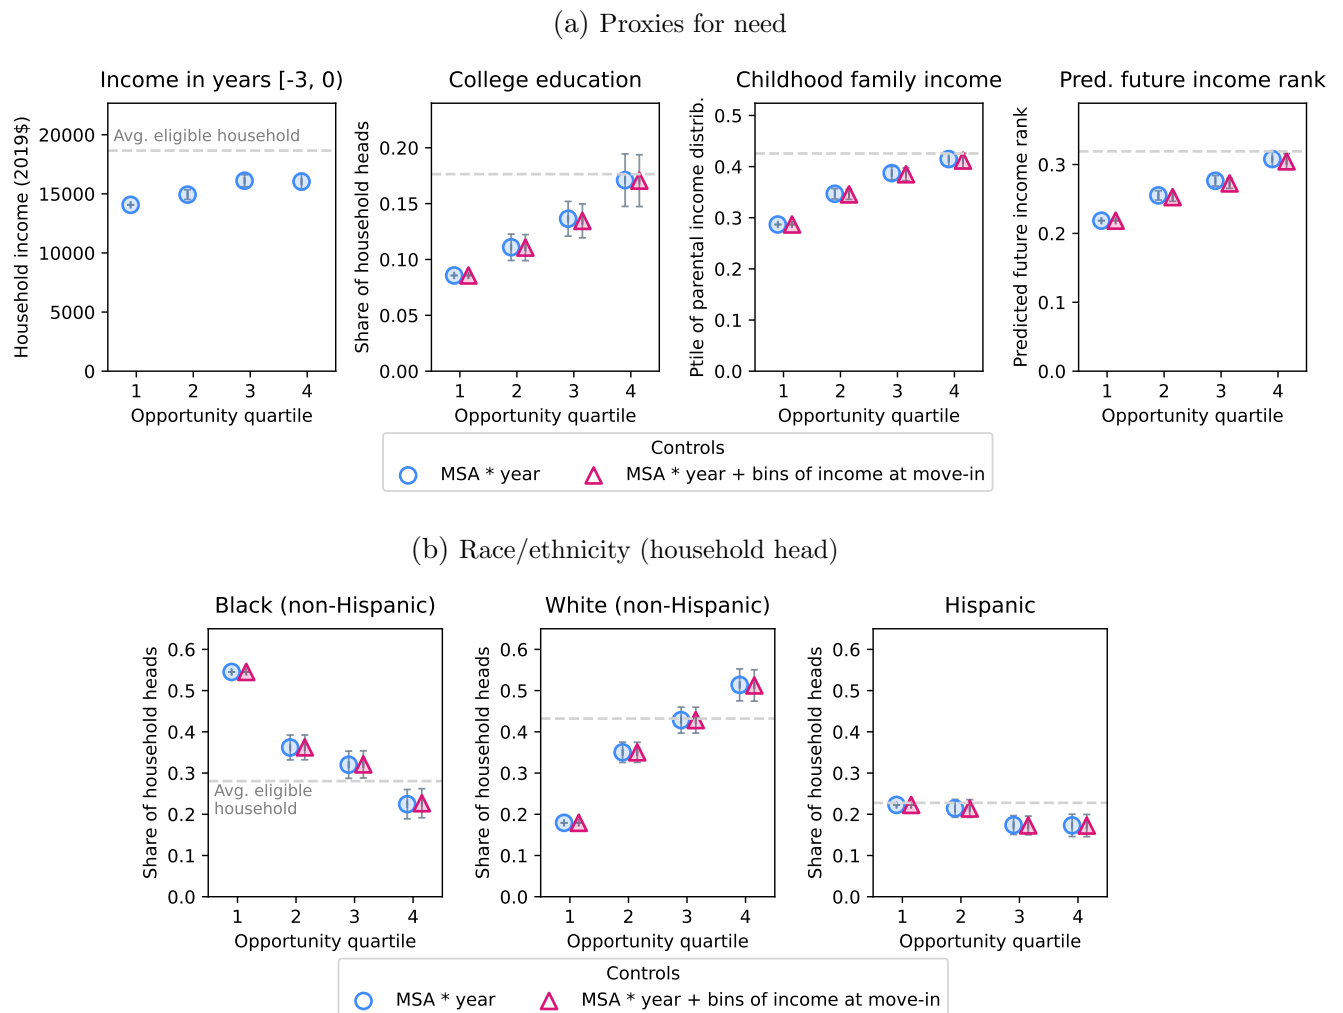 (a) Proxies for need
Income in years [-3, 0)
College education
Childhood family income
Pred. future income rank
Household income (2019$)
20000
15000
10000
5000
0
Avg. eligible household
1 2 3 4
Opportunity quartile
Share of household heads
0.20
0.15
0.10
0.05
0.00
1 2 3 4
Opportunity quartile
Ptile of parental income distrib.
0.5
0.4
0.3
0.2
0.1
0.0
1 2 3 4
Opportunity quartile
Predicted future income rank
0.3
0.2
0.1
0.0
1 2 3 4
Opportunity quartile
Controls
MSA * year
MSA * year + bins of income at move-in
(b) Race/ethnicity (household head)
Black (non-Hispanic)
White (non-Hispanic)
Hispanic
Share of household heads
0.6
0.5
0.4
0.3
0.2
0.1
0.0
Avg. eligible
household
1 2 3 4
Opportunity quartile
Share of household heads
0.6
0.5
0.4
0.3
0.2
0.1
0.0
1 2 3 4
Opportunity quartile
Share of household heads
0.6
0.5
0.4
0.3
0.2
0.1
0.0
1 2 3 4
Opportunity quartile
Controls
MSA * year
MSA * year + bins of income at move-in